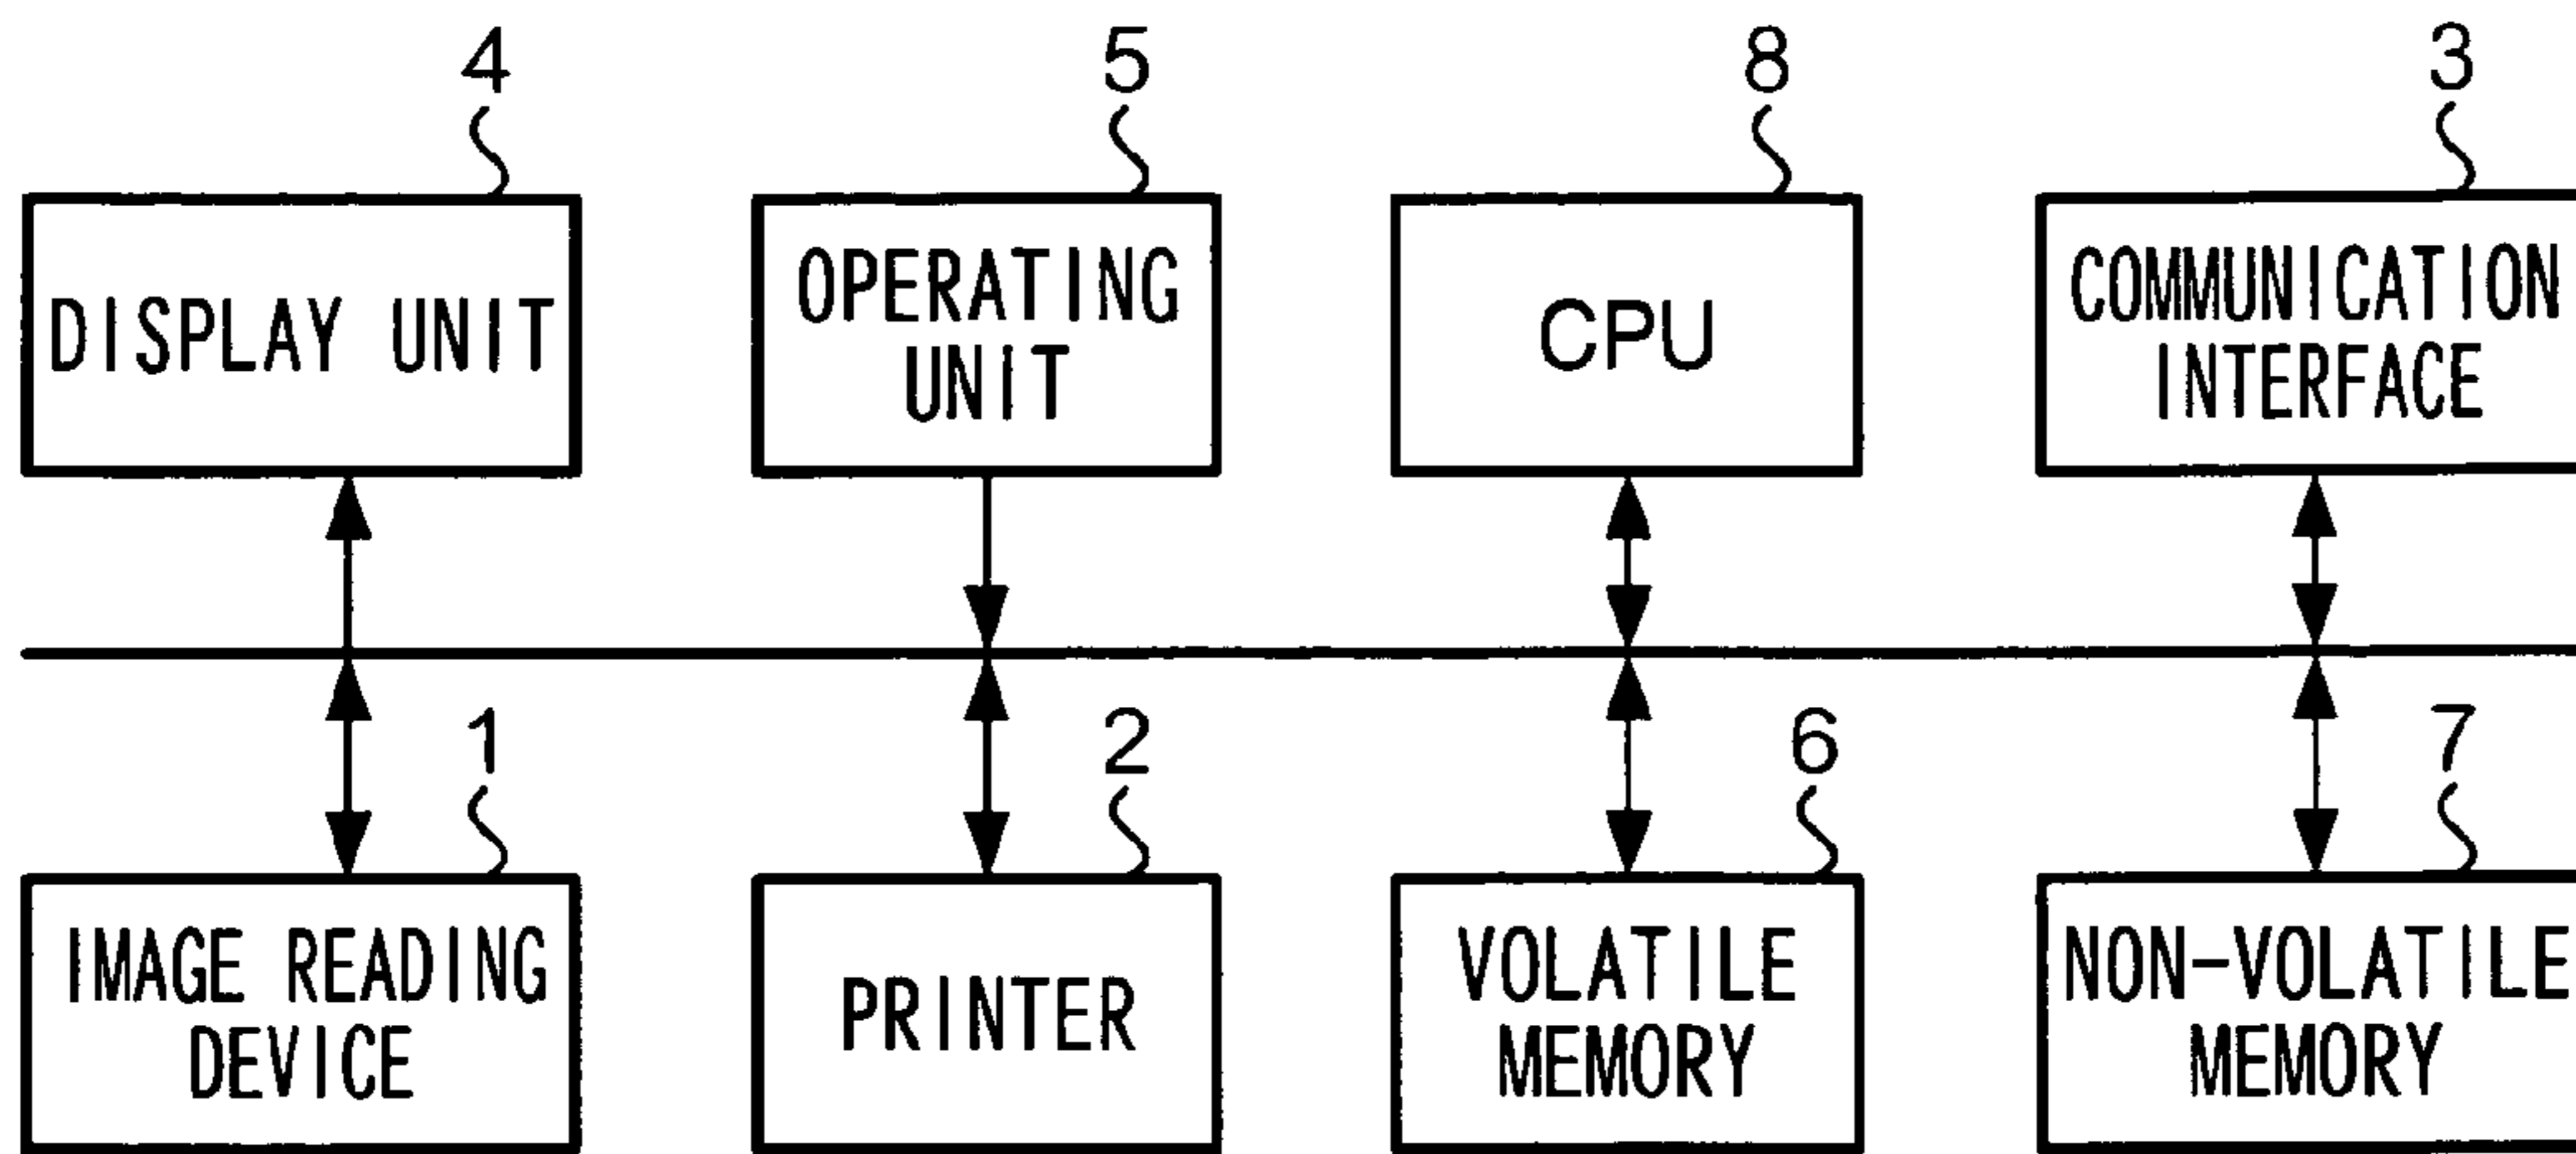 4
5
8
3
DISPLAY UNIT
OPERATING
UNIT
CPU
COMMUNICATION
INTERFACE
1
2
6
7
IMAGE READING
DEVICE
PRINTER
VOLATILE
MEMORY
NON-VOLATILE
MEMORY